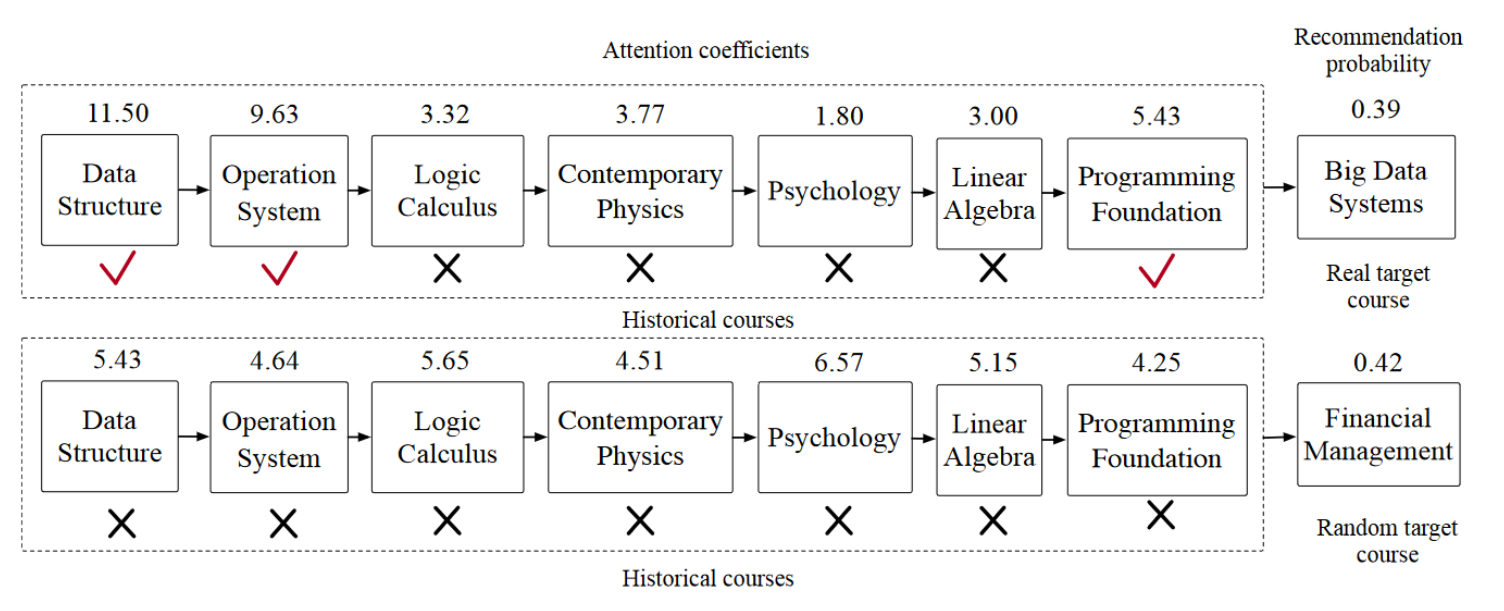 Attention coefficients
Recommendation
probability
11.50
9.63
3.32
3.77
1.80
3.00
5.43
0.39
Data
Structure
Operation
System
Logic
Calculus
Contemporary
Physics
Psychology
Linear
Algebra
Programming
Foundation
Big Data
Systems
Real target
course
Historical courses
5.43
4.64
5.65
4.51
6.57
5.15
4.25
0.42
Data
Structure
Operation
System
Logic
Calculus
Contemporary
Physics
Psychology
Linear
Algebra
Programming
Foundation
Financial
Management
Random target
course
Historical courses